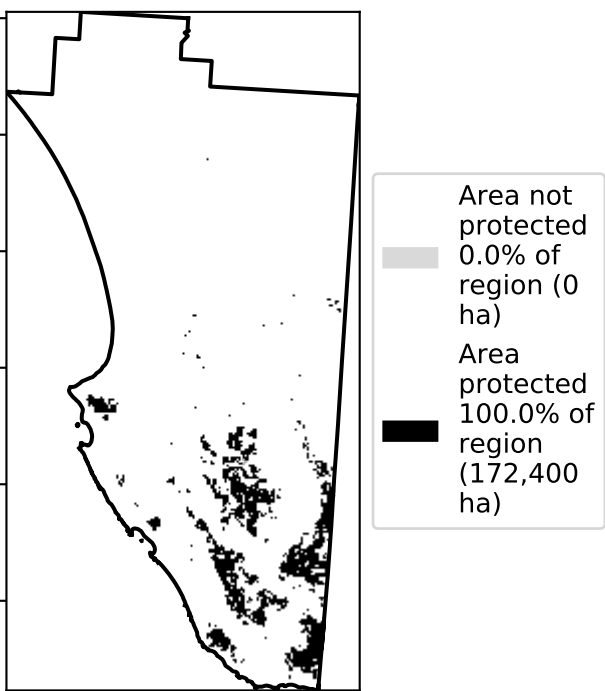 Area not
protected
0.0% of
region (0
ha)
Area
protected
100.0% of
region
(172,400
ha)